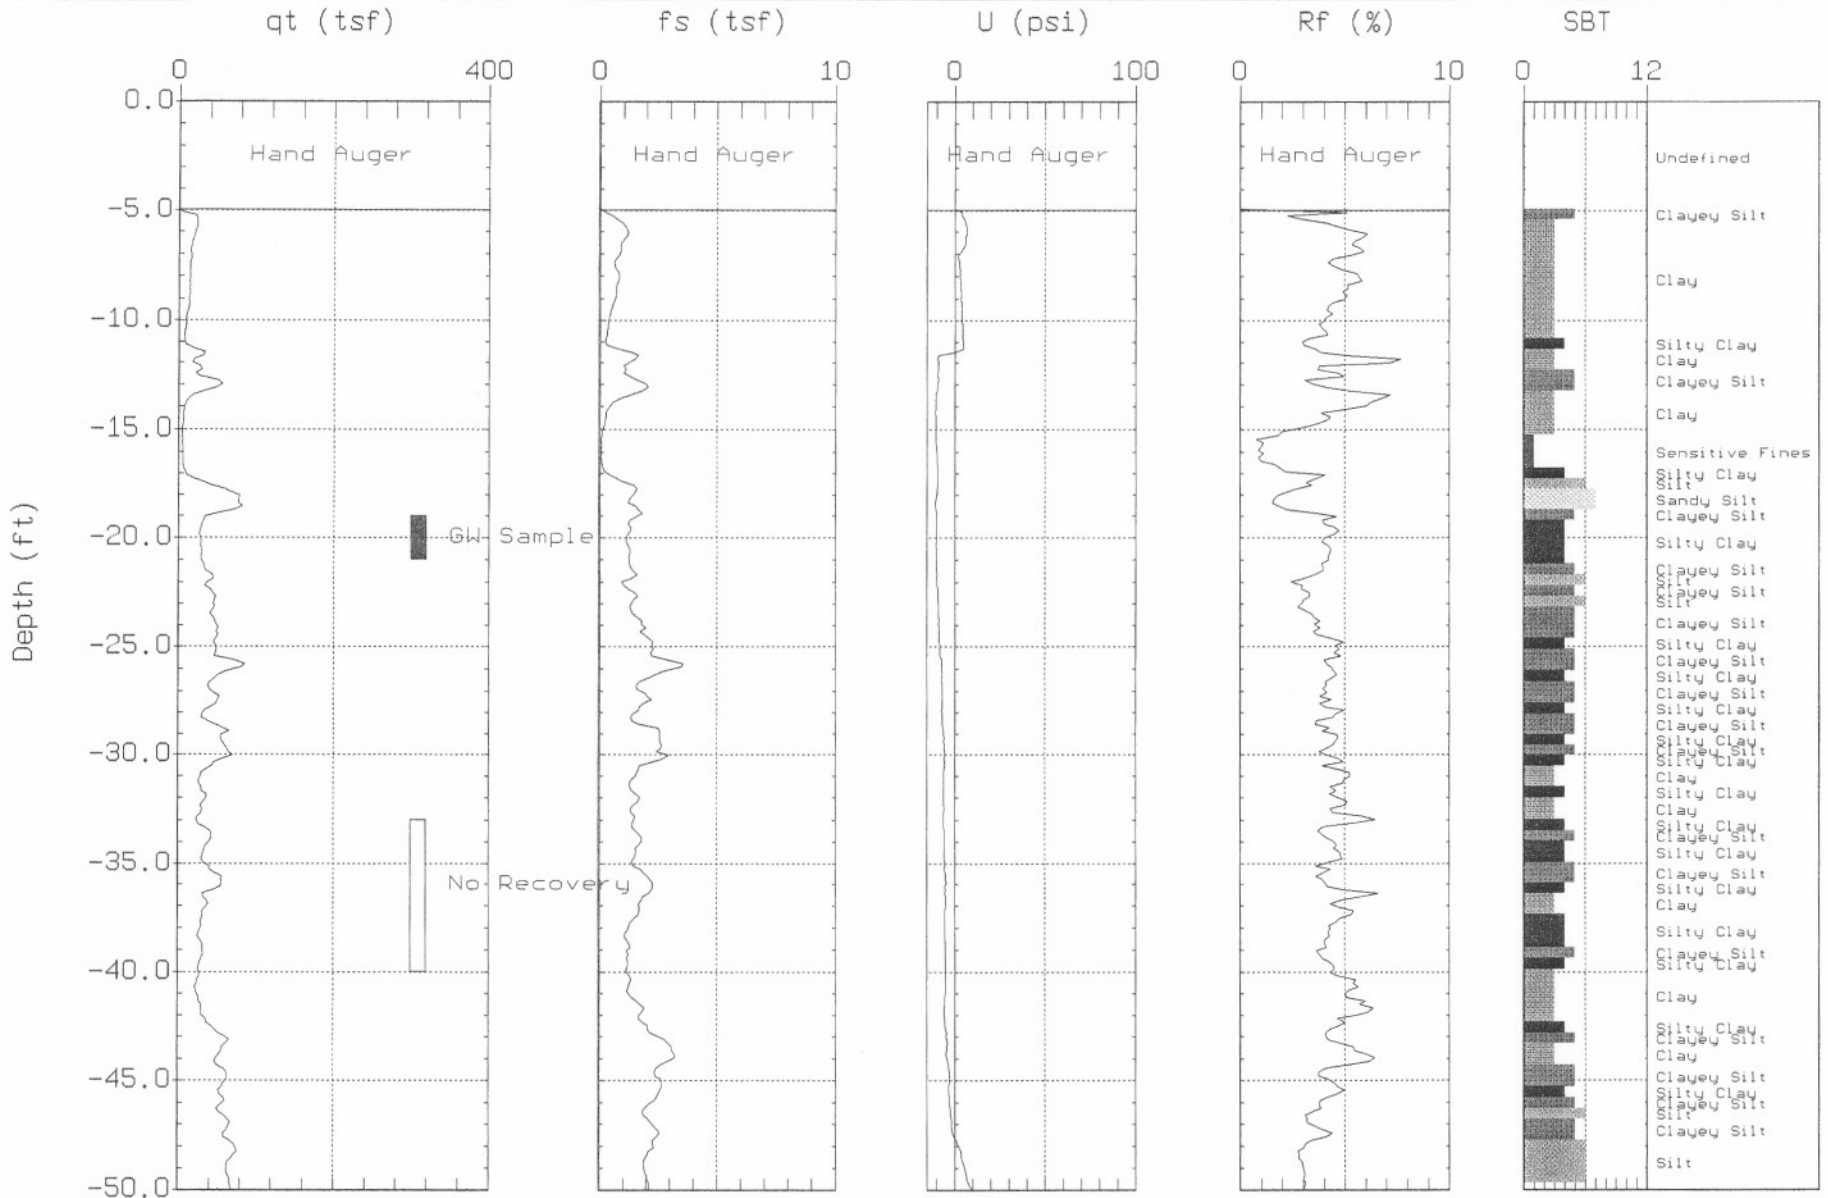 qt (tsf) fs (tsf) U (psi) Rf (%) SBT
0 400 0 10 0 100 0 10 0 12
0.0
Hand Auger Hand Auger Hand Auger Hand Auger Undefined
-5.0
Clayey Silt
Clay
-10.0
Silty Clay
Clay
Clayey Silt
Clay
-15.0
Sensitive Fines
Silty Clay
Silt
Sandy Silt
Clayey Silt
-20.0 GW Sample Silty Clay
Clayey Silt
Silt
Clayey Silt
Silt
Clayey Silt
-25.0 Silty Clay
Clayey Silt
Silty Clay
Clayey Silt
Silty Clay
Clayey Silt
Silty Clay
-30.0 Clayey Silt
Silty Clay
Clay
Silty Clay
Clay
Silty Clay
Clayey Silt
Silty Clay
-35.0 Clayey Silt
No Recovery Silty Clay
Clay
Silty Clay
Clayey Silt
-40.0 Silty Clay
Clay
Silty Clay
Clayey Silt
Clay
-45.0 Clayey Silt
Silty Clay
Clayey Silt
Silt
Clayey Silt
Silt
-50.0
Depth (ft)